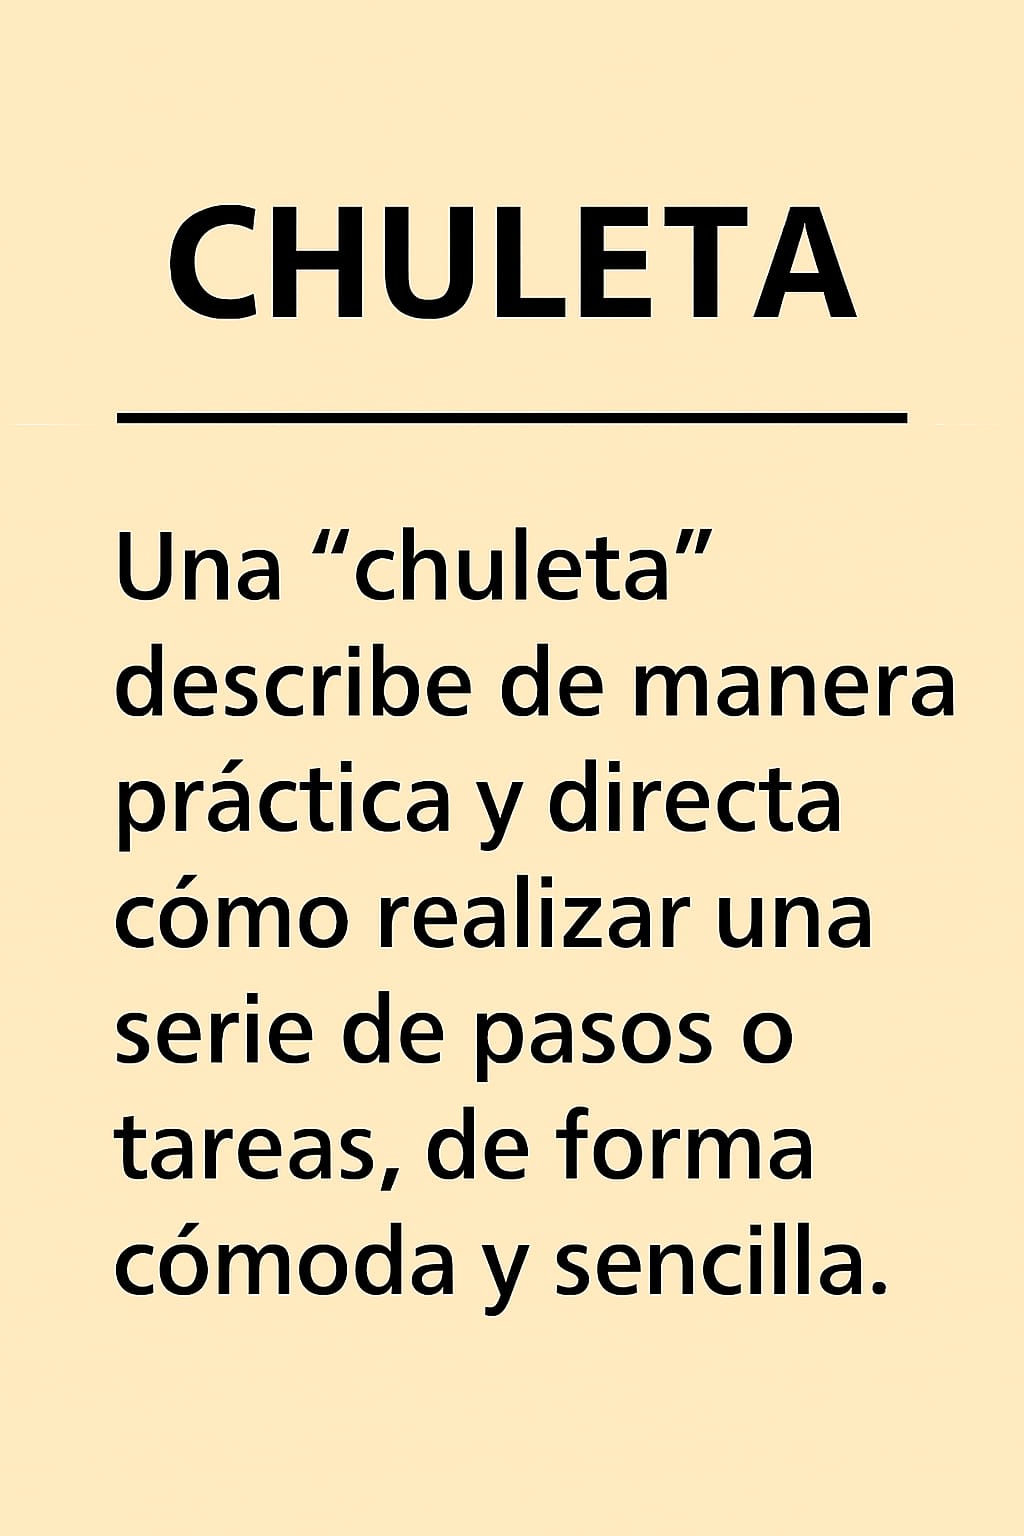 CHULETA
Una “chuleta”
describe de manera
práctica y directa
cómo realizar una
serie de pasos o
tareas, de forma
cómoda y sencilla.